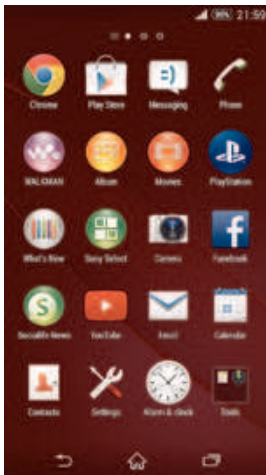 96% 21:59
Chrome Play Store Messaging Phone
:)
WALKMAN Album Movies PlayStation
What's New Sony Select Camera Facebook
f
S
Socialife News YouTube Email Calendar
Contacts Settings Alarm & clock Tools